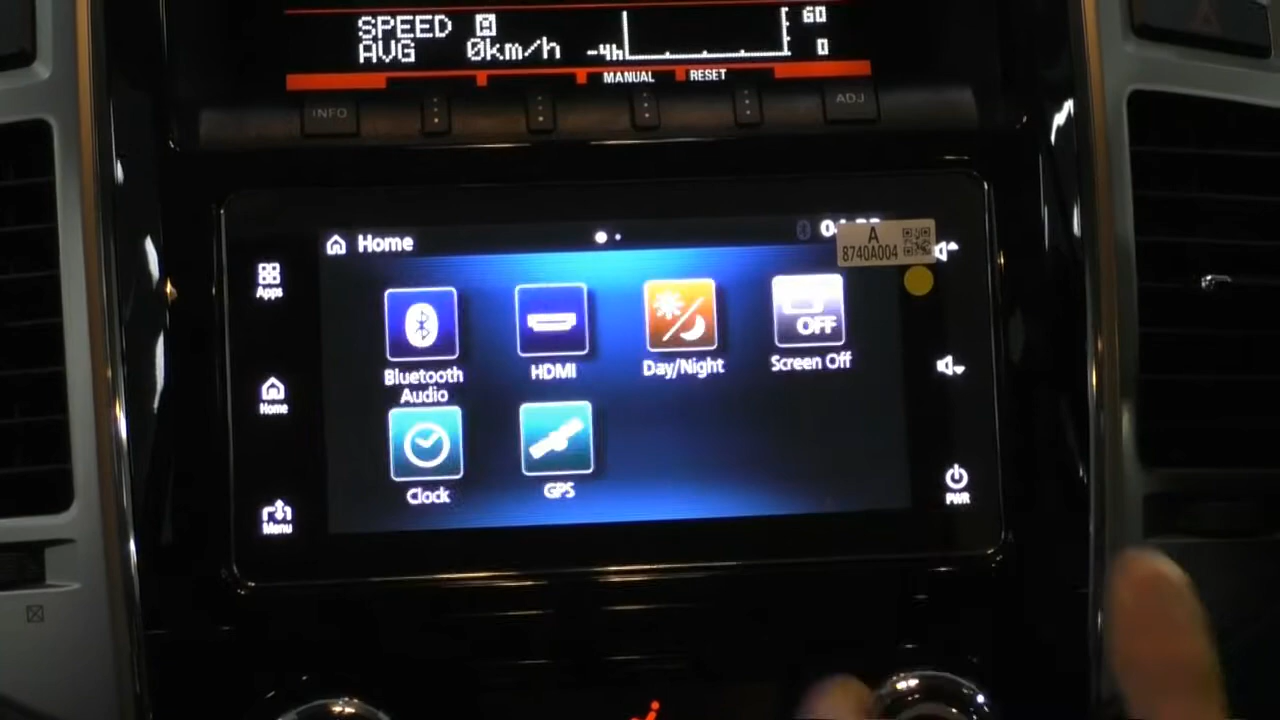 SPEED
AVG 0km/h -4h
60
0
MANUAL RESET
INFO
ADJ
Home
A
8740A004
Apps
Home
Menu
Bluetooth
Audio
HDMI
Day/Night
OFF
Screen Off
Clock
GPS
PWR